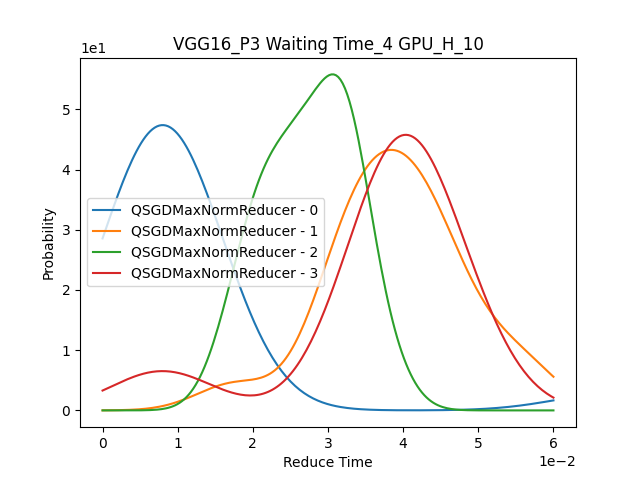 VGG16_P3 Waiting Time_4 GPU_H_10
1e1
Probability
5
4
3
2
1
0
QSGDMaxNormReducer - 0
QSGDMaxNormReducer - 1
QSGDMaxNormReducer - 2
QSGDMaxNormReducer - 3
0 1 2 3 4 5 6
Reduce Time
1e−2